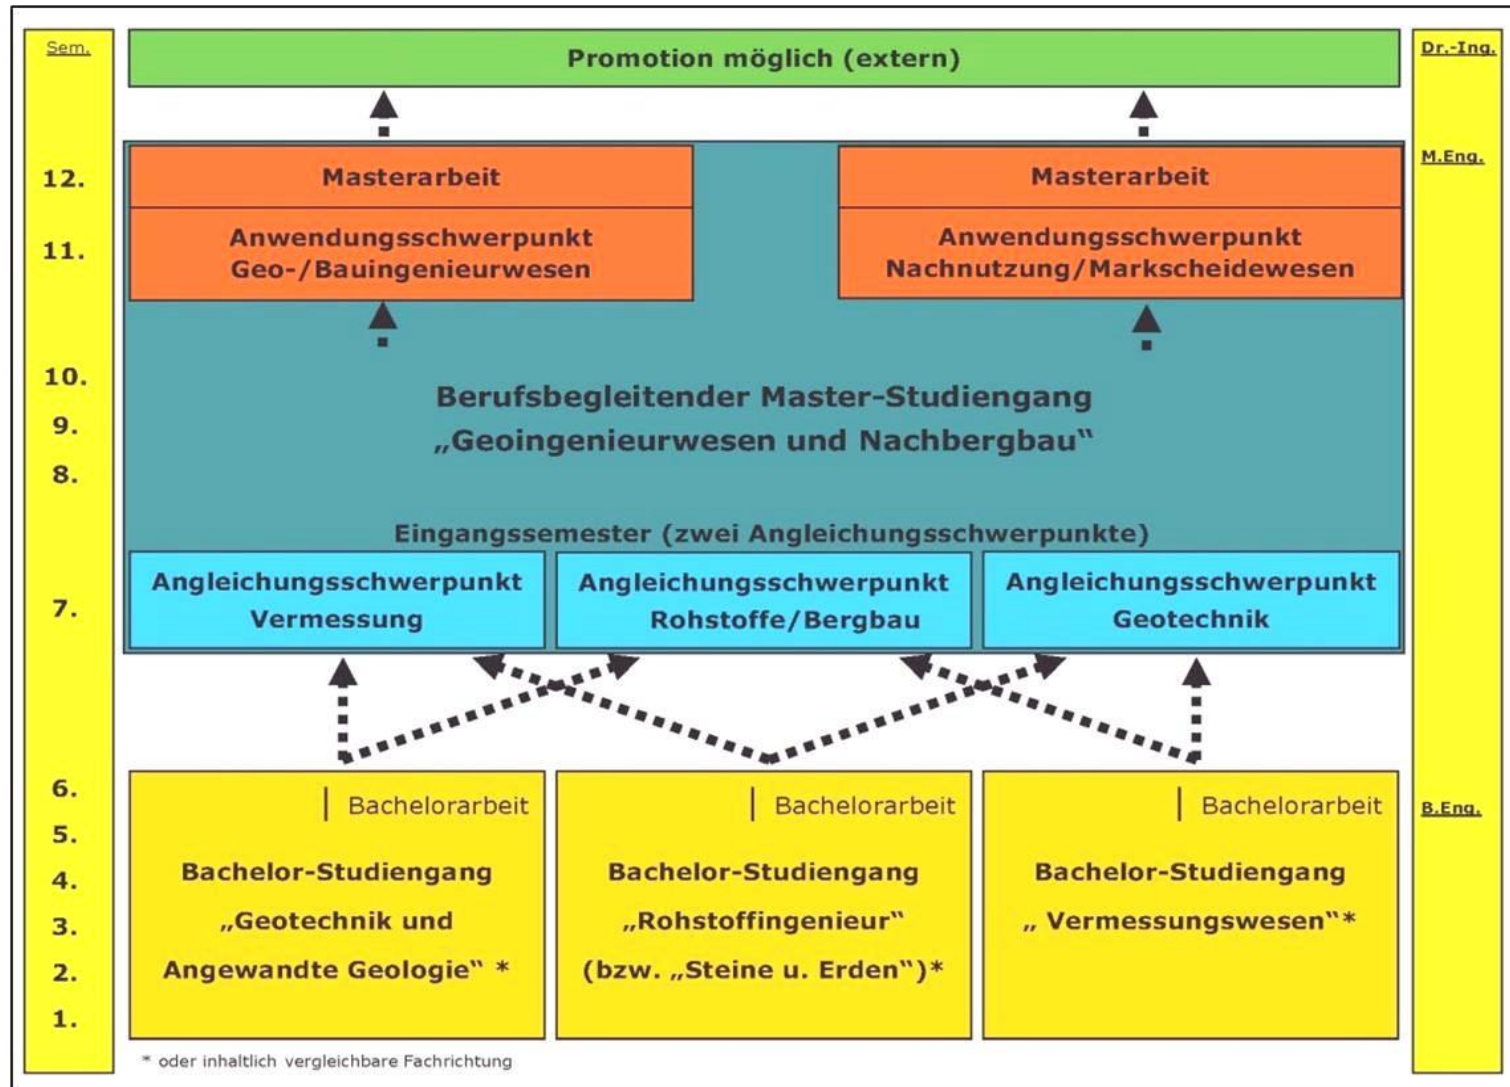 Sem.
Promotion möglich (extern)
Dr.-Ing.
12.
Masterarbeit
Masterarbeit
M.Eng.
11.
Anwendungsschwerpunkt
Geo-/Bauingenieurwesen
Anwendungsschwerpunkt
Nachnutzung/Markscheidewesen
10.
9.
8.
Berufsbegleitender Master-Studiengang
„Geoingenieurwesen und Nachbergbau“
Eingangssemester (zwei Angleichungsschwerpunkte)
7.
Angleichungsschwerpunkt
Vermessung
Angleichungsschwerpunkt
Rohstoffe/Bergbau
Angleichungsschwerpunkt
Geotechnik
6.
5.
4.
3.
2.
1.
Bachelorarbeit
Bachelor-Studiengang
„Geotechnik und
Angewandte Geologie“ *
Bachelorarbeit
Bachelor-Studiengang
„Rohstoffingenieur“
(bzw. „Steine u. Erden“)*
Bachelorarbeit
Bachelor-Studiengang
„ Vermessungswesen“*
B.Eng.
* oder inhaltlich vergleichbare Fachrichtung